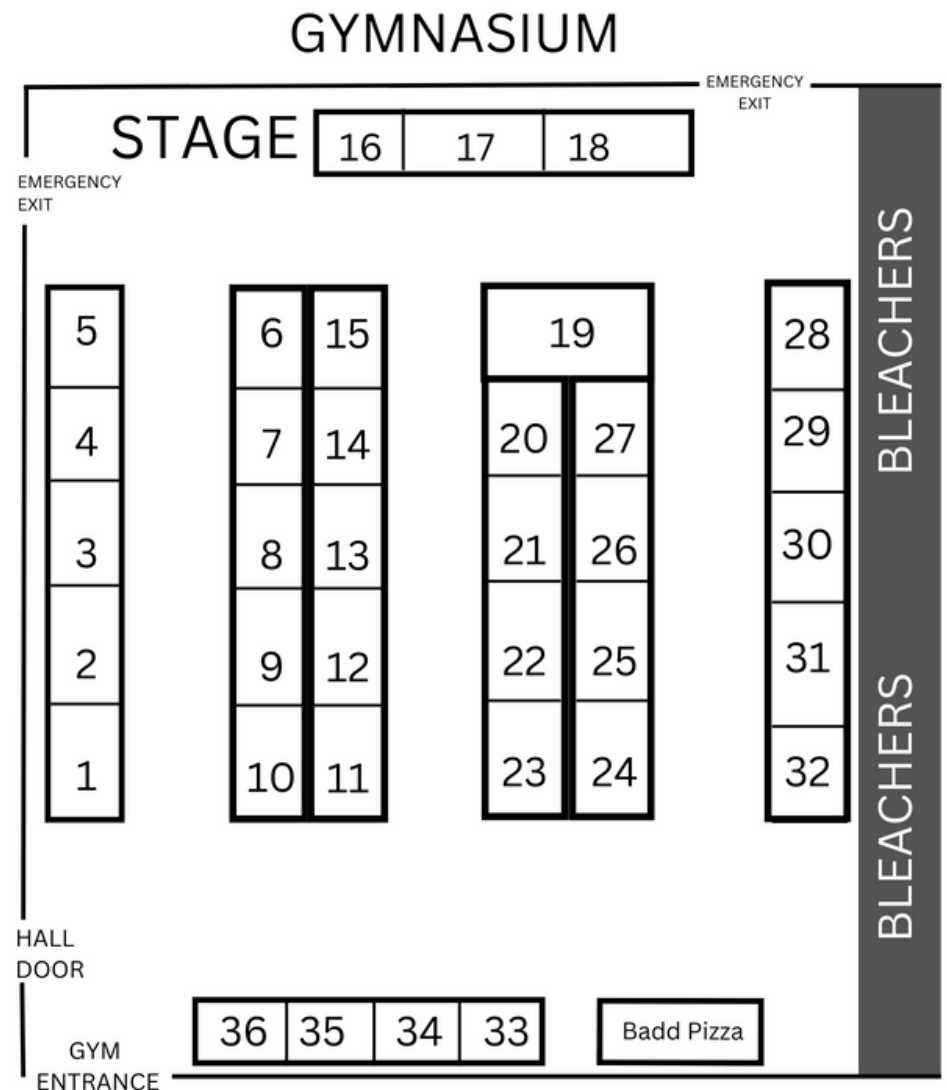 GYMNASIUM
EMERGENCY
EXIT
STAGE
16 17 18
EMERGENCY
EXIT
5 6 15 19 28
4 7 14 20 27 29
3 8 13 21 26 30
2 9 12 22 25 31
1 10 11 23 24 32
BLEACHERS
BLEACHERS
HALL
DOOR
36 35 34 33
Badd Pizza
GYM
ENTRANCE